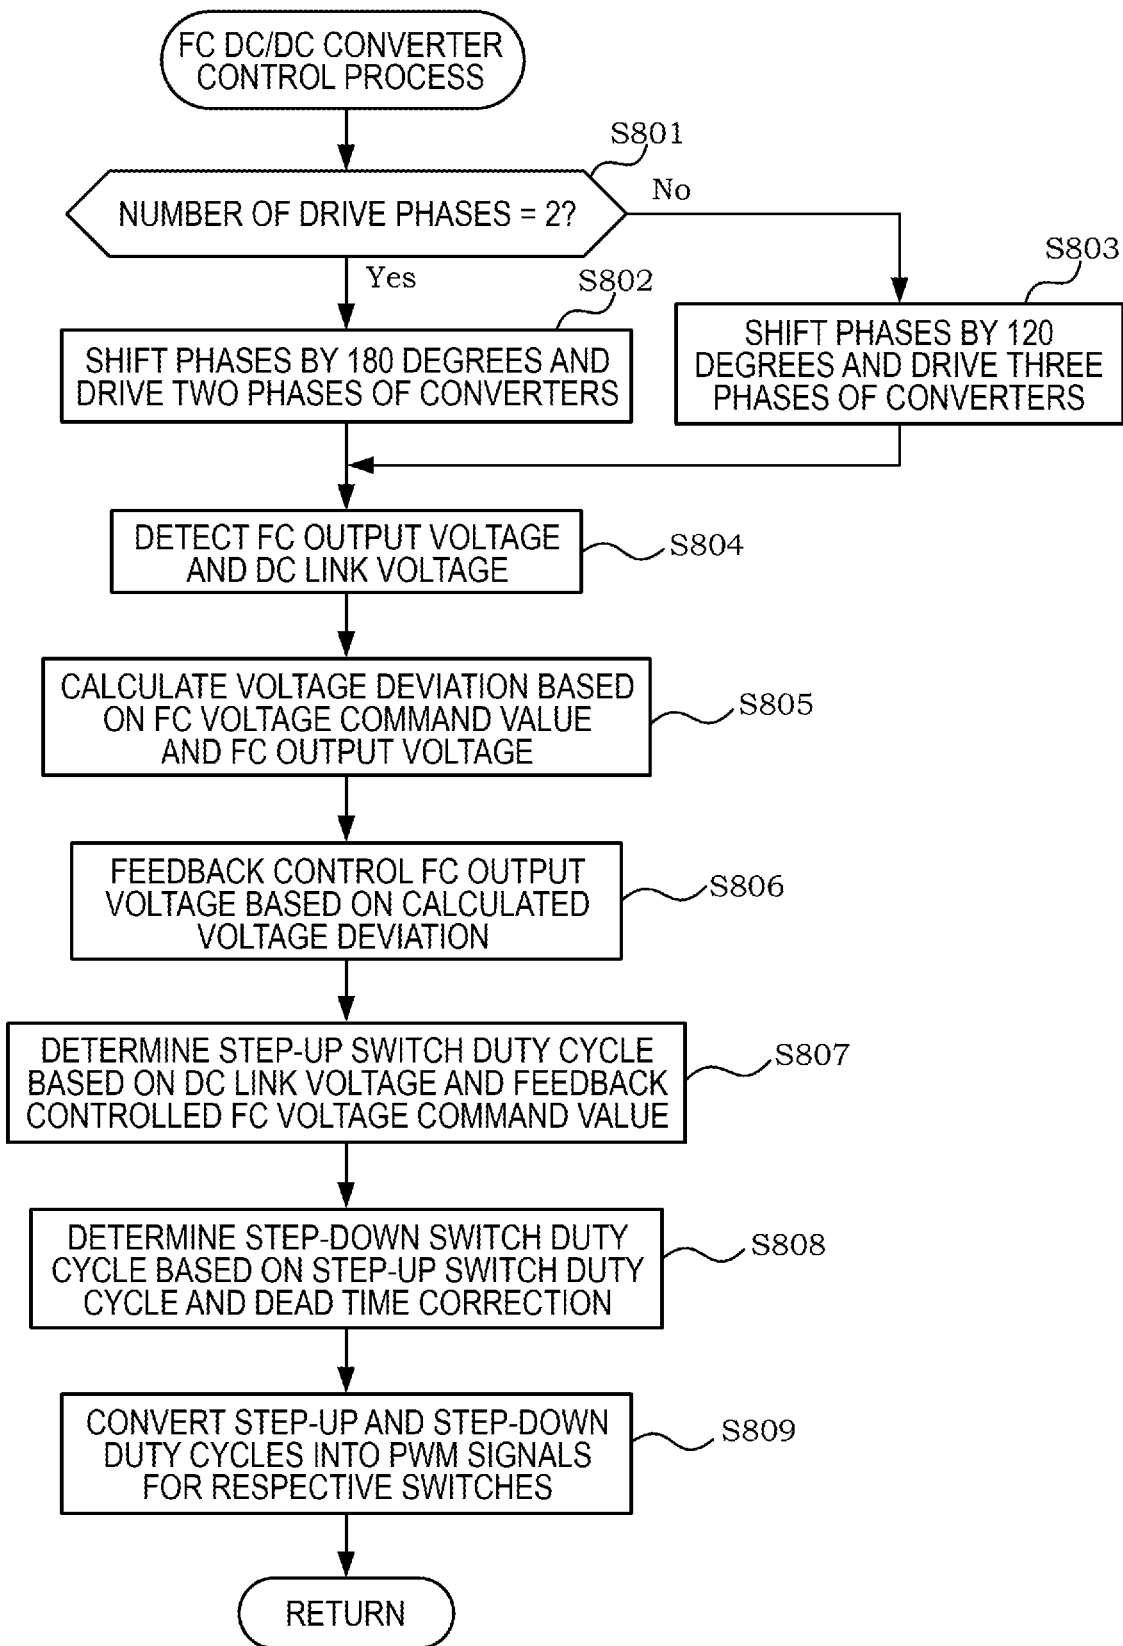 FC DC/DC CONVERTER
CONTROL PROCESS
S801
NUMBER OF DRIVE PHASES = 2?
No
Yes
S802
SHIFT PHASES BY 180 DEGREES AND
DRIVE TWO PHASES OF CONVERTERS
S803
SHIFT PHASES BY 120
DEGREES AND DRIVE THREE
PHASES OF CONVERTERS
DETECT FC OUTPUT VOLTAGE
AND DC LINK VOLTAGE
S804
CALCULATE VOLTAGE DEVIATION BASED
ON FC VOLTAGE COMMAND VALUE
AND FC OUTPUT VOLTAGE
S805
FEEDBACK CONTROL FC OUTPUT
VOLTAGE BASED ON CALCULATED
VOLTAGE DEVIATION
S806
DETERMINE STEP-UP SWITCH DUTY CYCLE
BASED ON DC LINK VOLTAGE AND FEEDBACK
CONTROLLED FC VOLTAGE COMMAND VALUE
S807
DETERMINE STEP-DOWN SWITCH DUTY
CYCLE BASED ON STEP-UP SWITCH DUTY
CYCLE AND DEAD TIME CORRECTION
S808
CONVERT STEP-UP AND STEP-DOWN
DUTY CYCLES INTO PWM SIGNALS
FOR RESPECTIVE SWITCHES
S809
RETURN